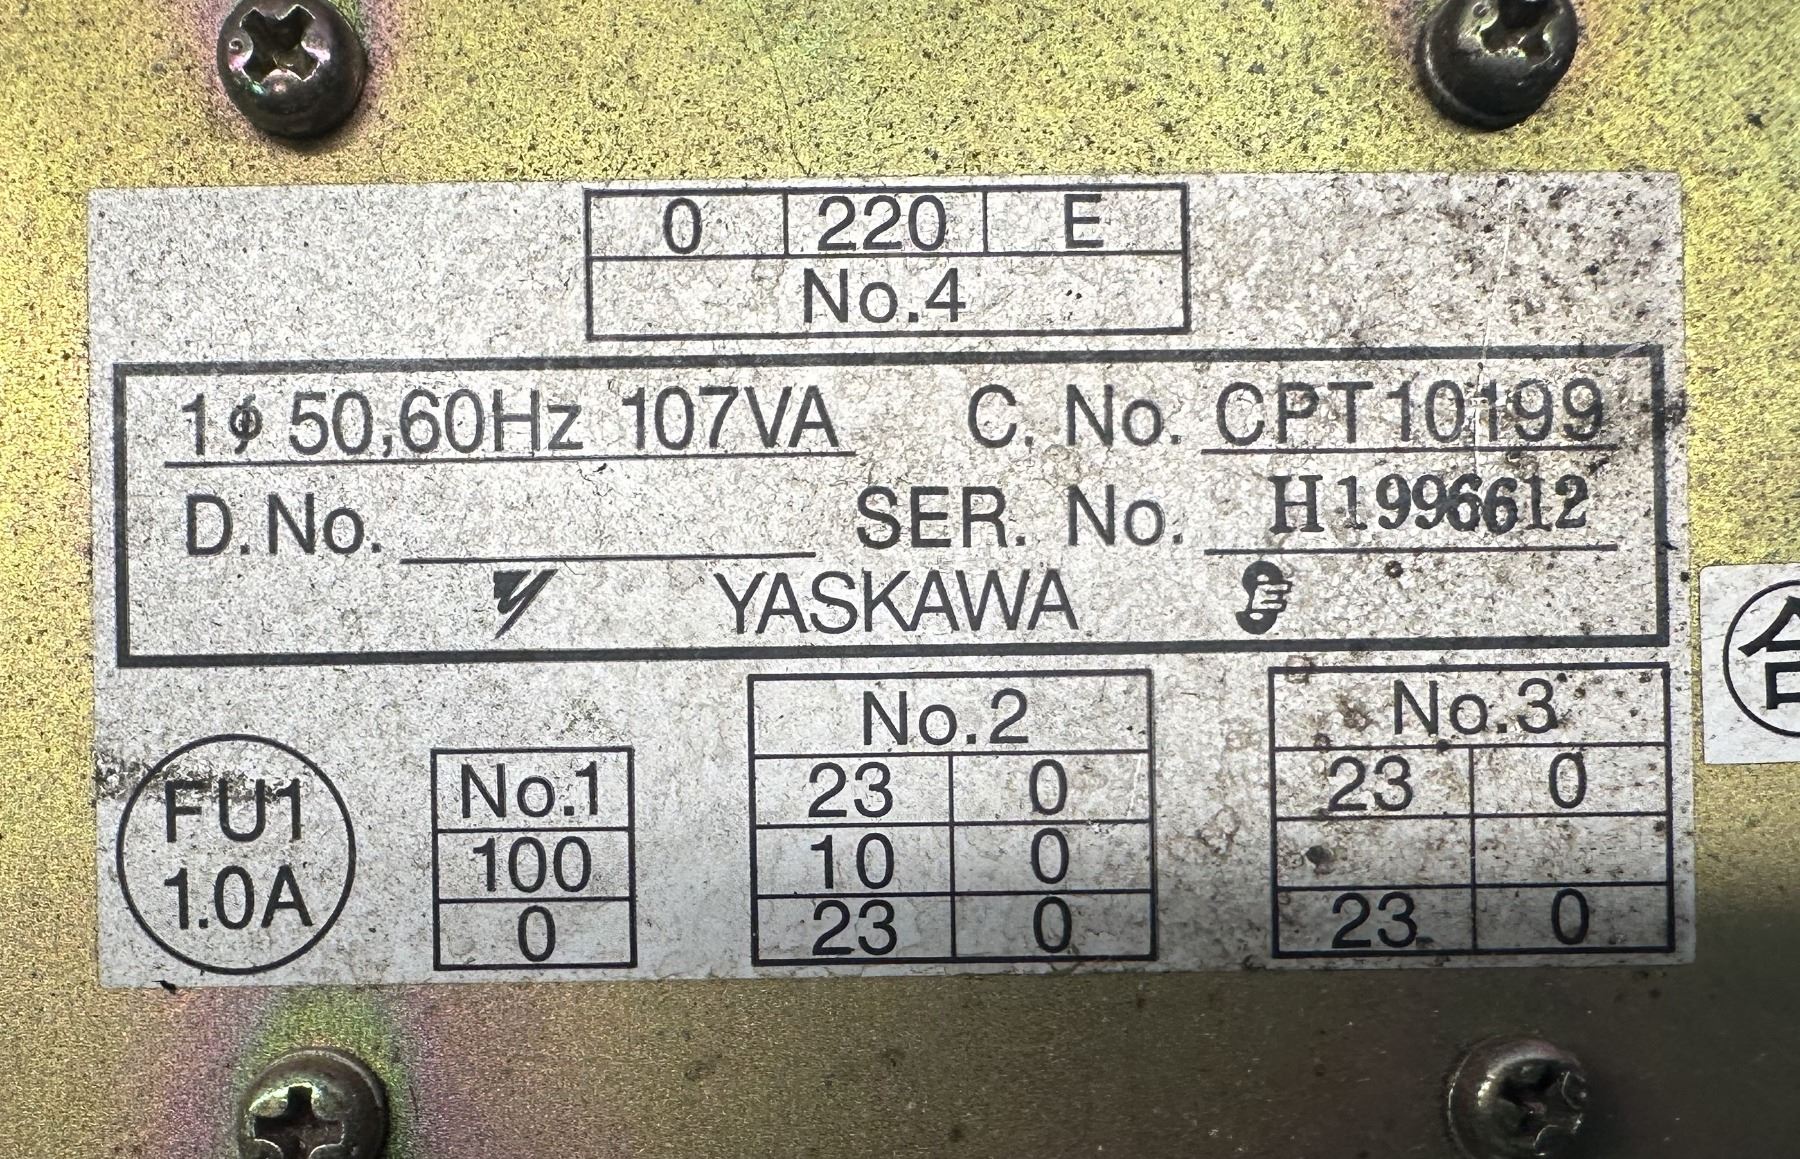 0 220 E
No.4
1φ 50,60Hz 107VA C. No. CPT10199
D.No. SER. No. H1996612
YASKAWA
合
FU1
1.0A
No.1
100
0
No.2
23 0
10 0
23 0
No.3
23 0
23 0